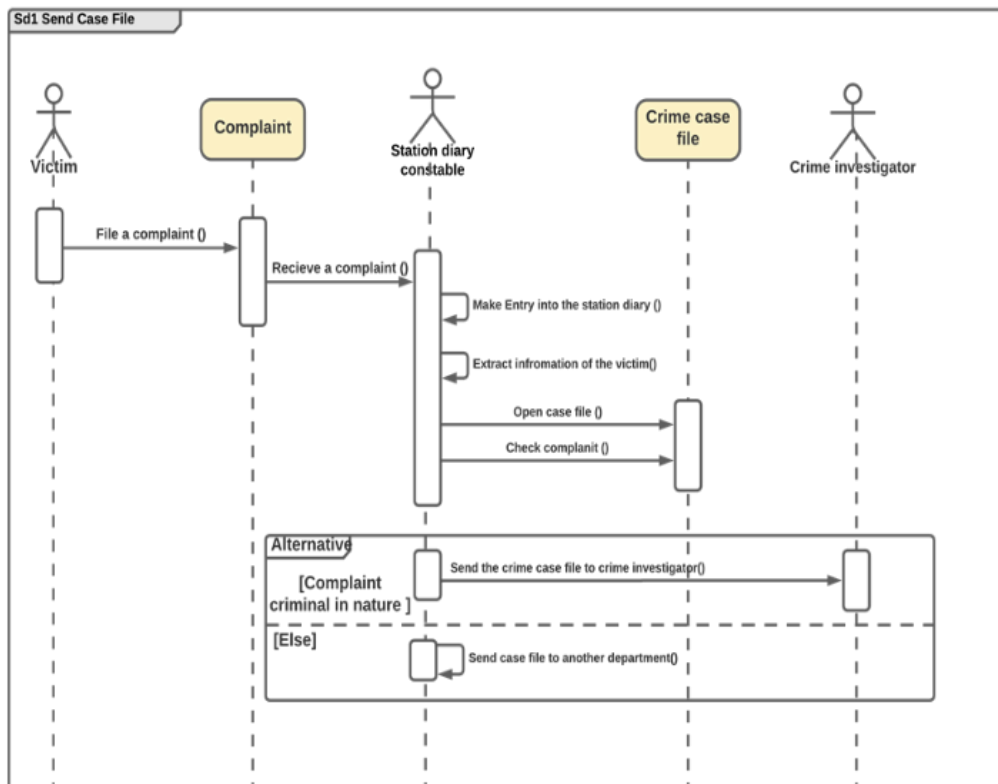 Sd1 Send Case File
Victim
Complaint
Station diary
constable
Crime case
file
Crime investigator
File a complaint ()
Recieve a complaint ()
Make Entry into the station diary ()
Extract infromation of the victim()
Open case file ()
Check complanit ()
Alternative
[Complaint
criminal in nature ]
Send the crime case file to crime investigator()
[Else]
Send case file to another department()